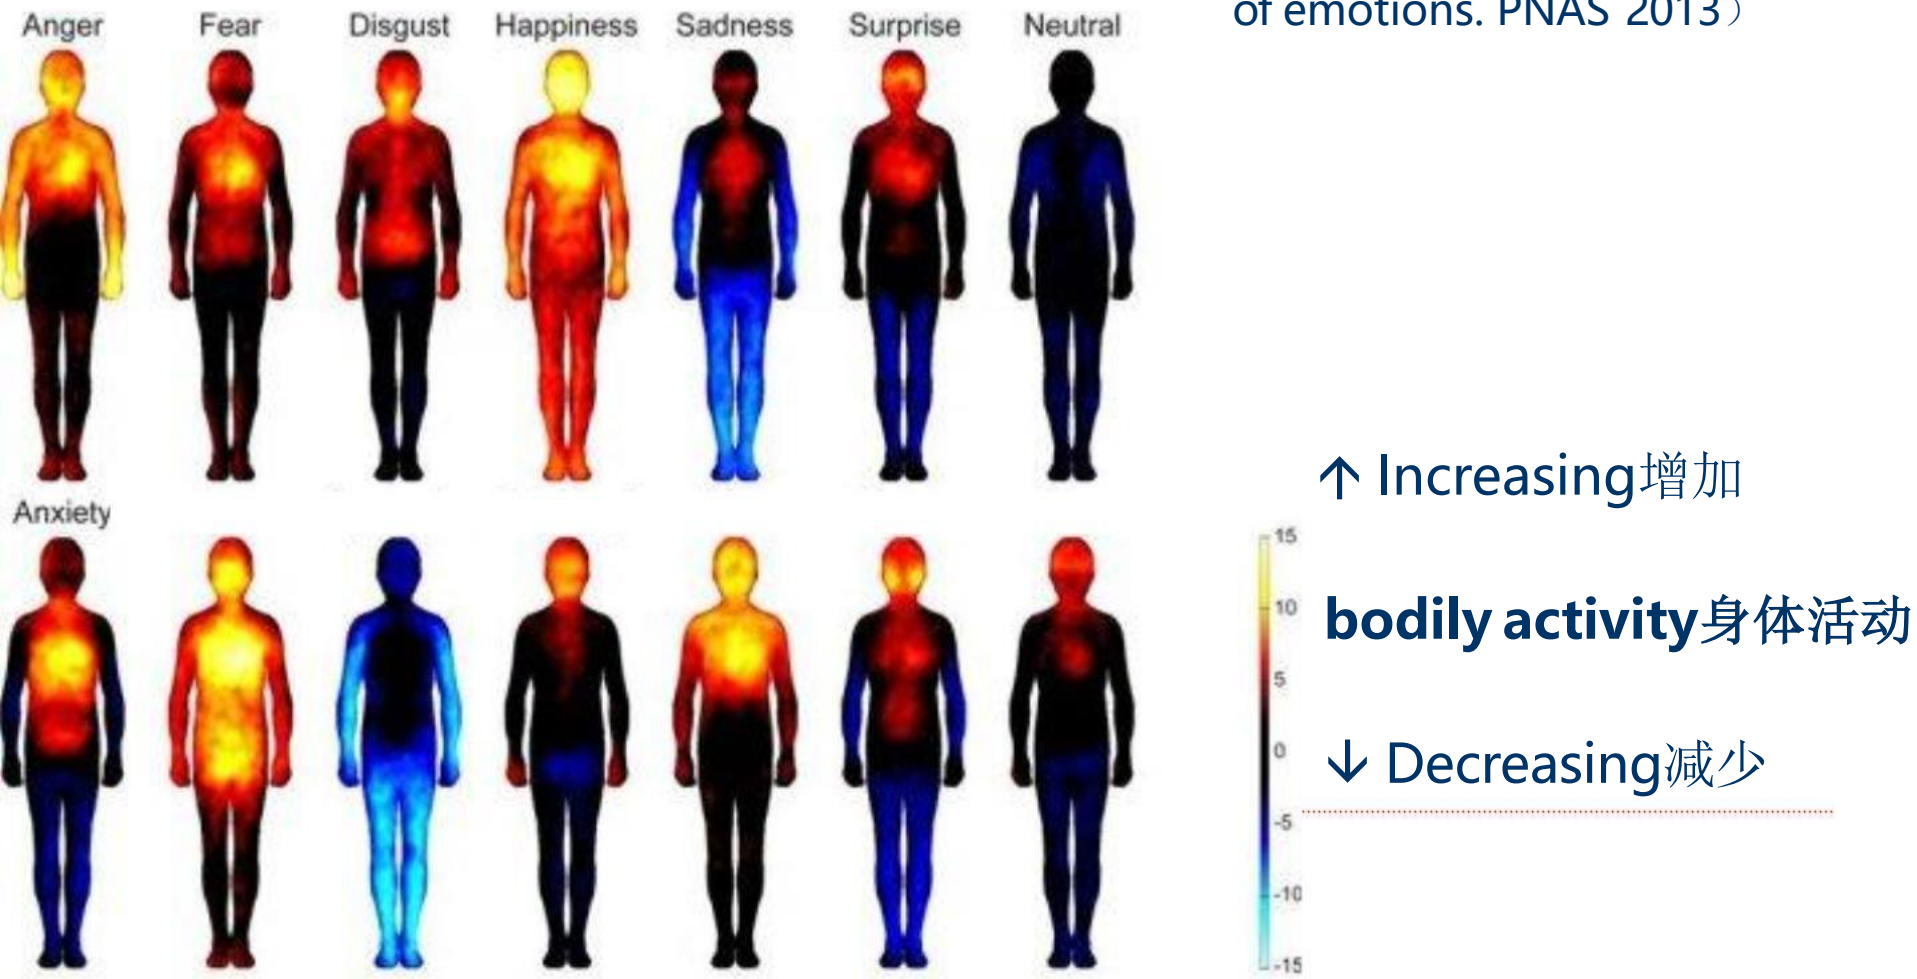 of emotions. PNAS 2013）
Anger Fear Disgust Happiness Sadness Surprise Neutral
Anxiety
↑ Increasing增加
bodily activity身体活动
↓ Decreasing减少
15
10
5
0
-5
-10
-15